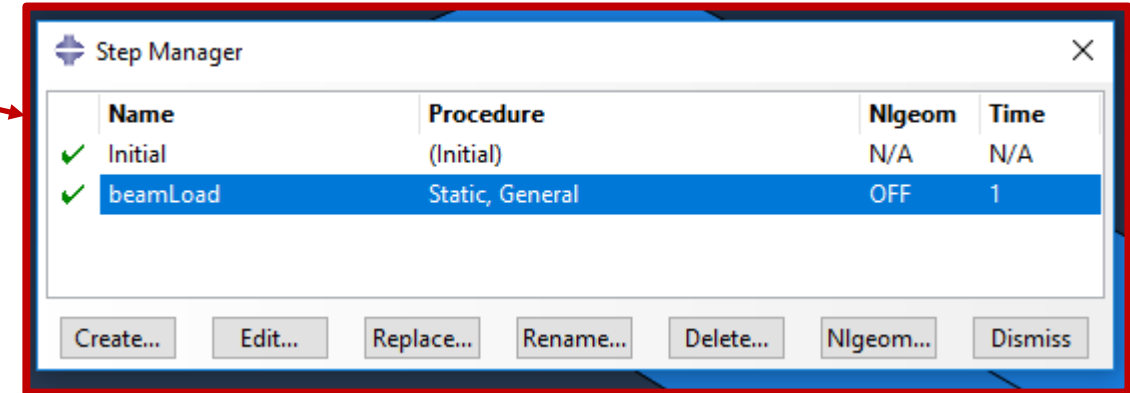 Step Manager
Name Procedure Nlgeom Time
Initial (Initial) N/A N/A
beamLoad Static, General OFF 1
Create... Edit... Replace... Rename... Delete... Nlgeom... Dismiss